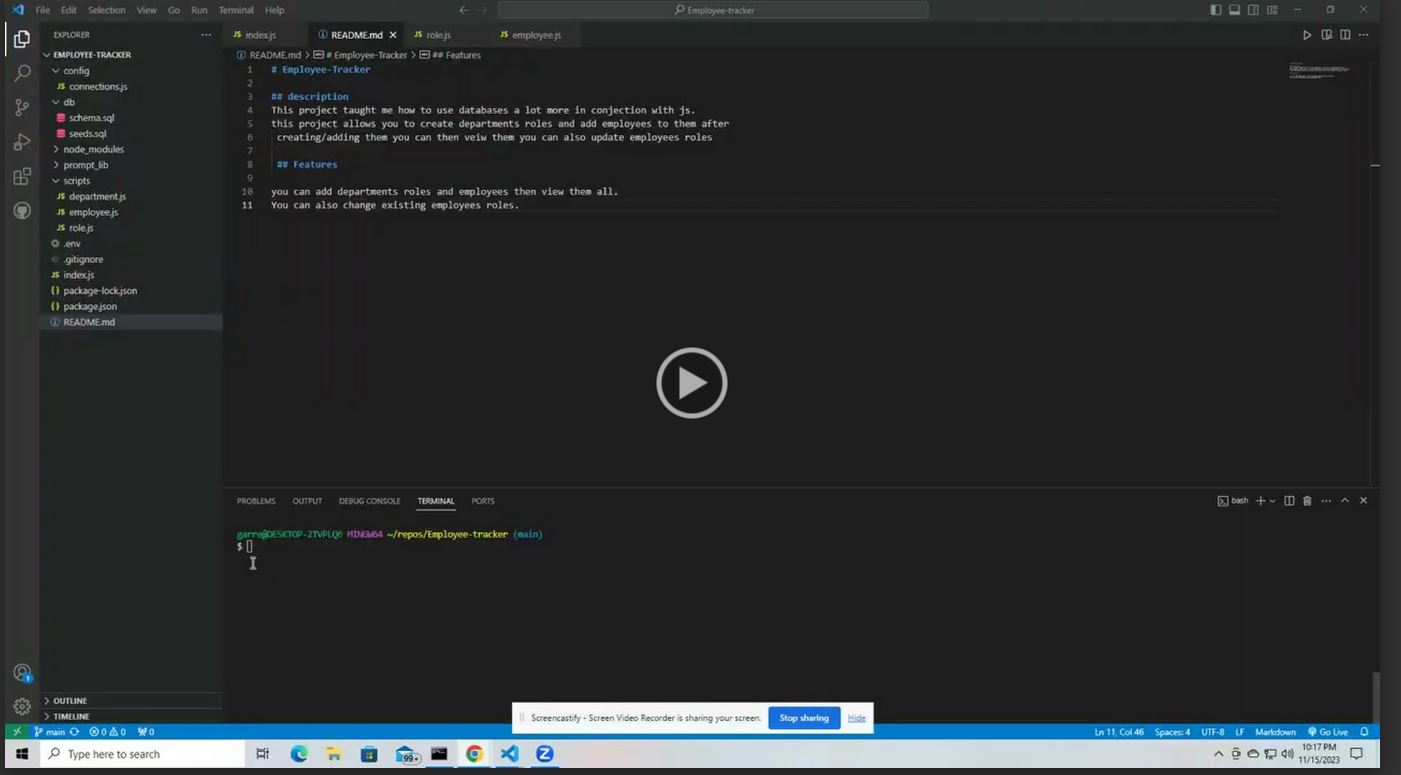 File Edit Selection View Go Run Terminal Help
Employee-tracker
EXPLORER
index.js
README.md
role.js
employee.js
EMPLOYEE-TRACKER
config
connections.js
db
schema.sql
seeds.sql
node_modules
prompt_lib
scripts
department.js
employee.js
role.js
.env
.gitignore
index.js
package-lock.json
package.json
README.md
OUTLINE
TIMELINE
README.md > # Employee-Tracker > ## Features
1 # Employee-Tracker
2
3 ## description
4 This project taught me how to use databases a lot more in conjection with js.
5 this project allows you to create departments roles and add employees to them after
6 creating/adding them you can then veiw them you can also update employees roles
7
8 ## Features
9
10 you can add departments roles and employees then view them all.
11 You can also change existing employees roles.
PROBLEMS OUTPUT DEBUG CONSOLE TERMINAL PORTS
bash
garre@DESKTOP-2TVPLQ6 MINGW64 ~/repos/Employee-tracker (main)
$
Screencastify - Screen Video Recorder is sharing your screen. Stop sharing Hide
main 0 0 0
Ln 11, Col 46 Spaces: 4 UTF-8 LF Markdown Go Live
Type here to search
99+
10:17 PM
11/15/2023